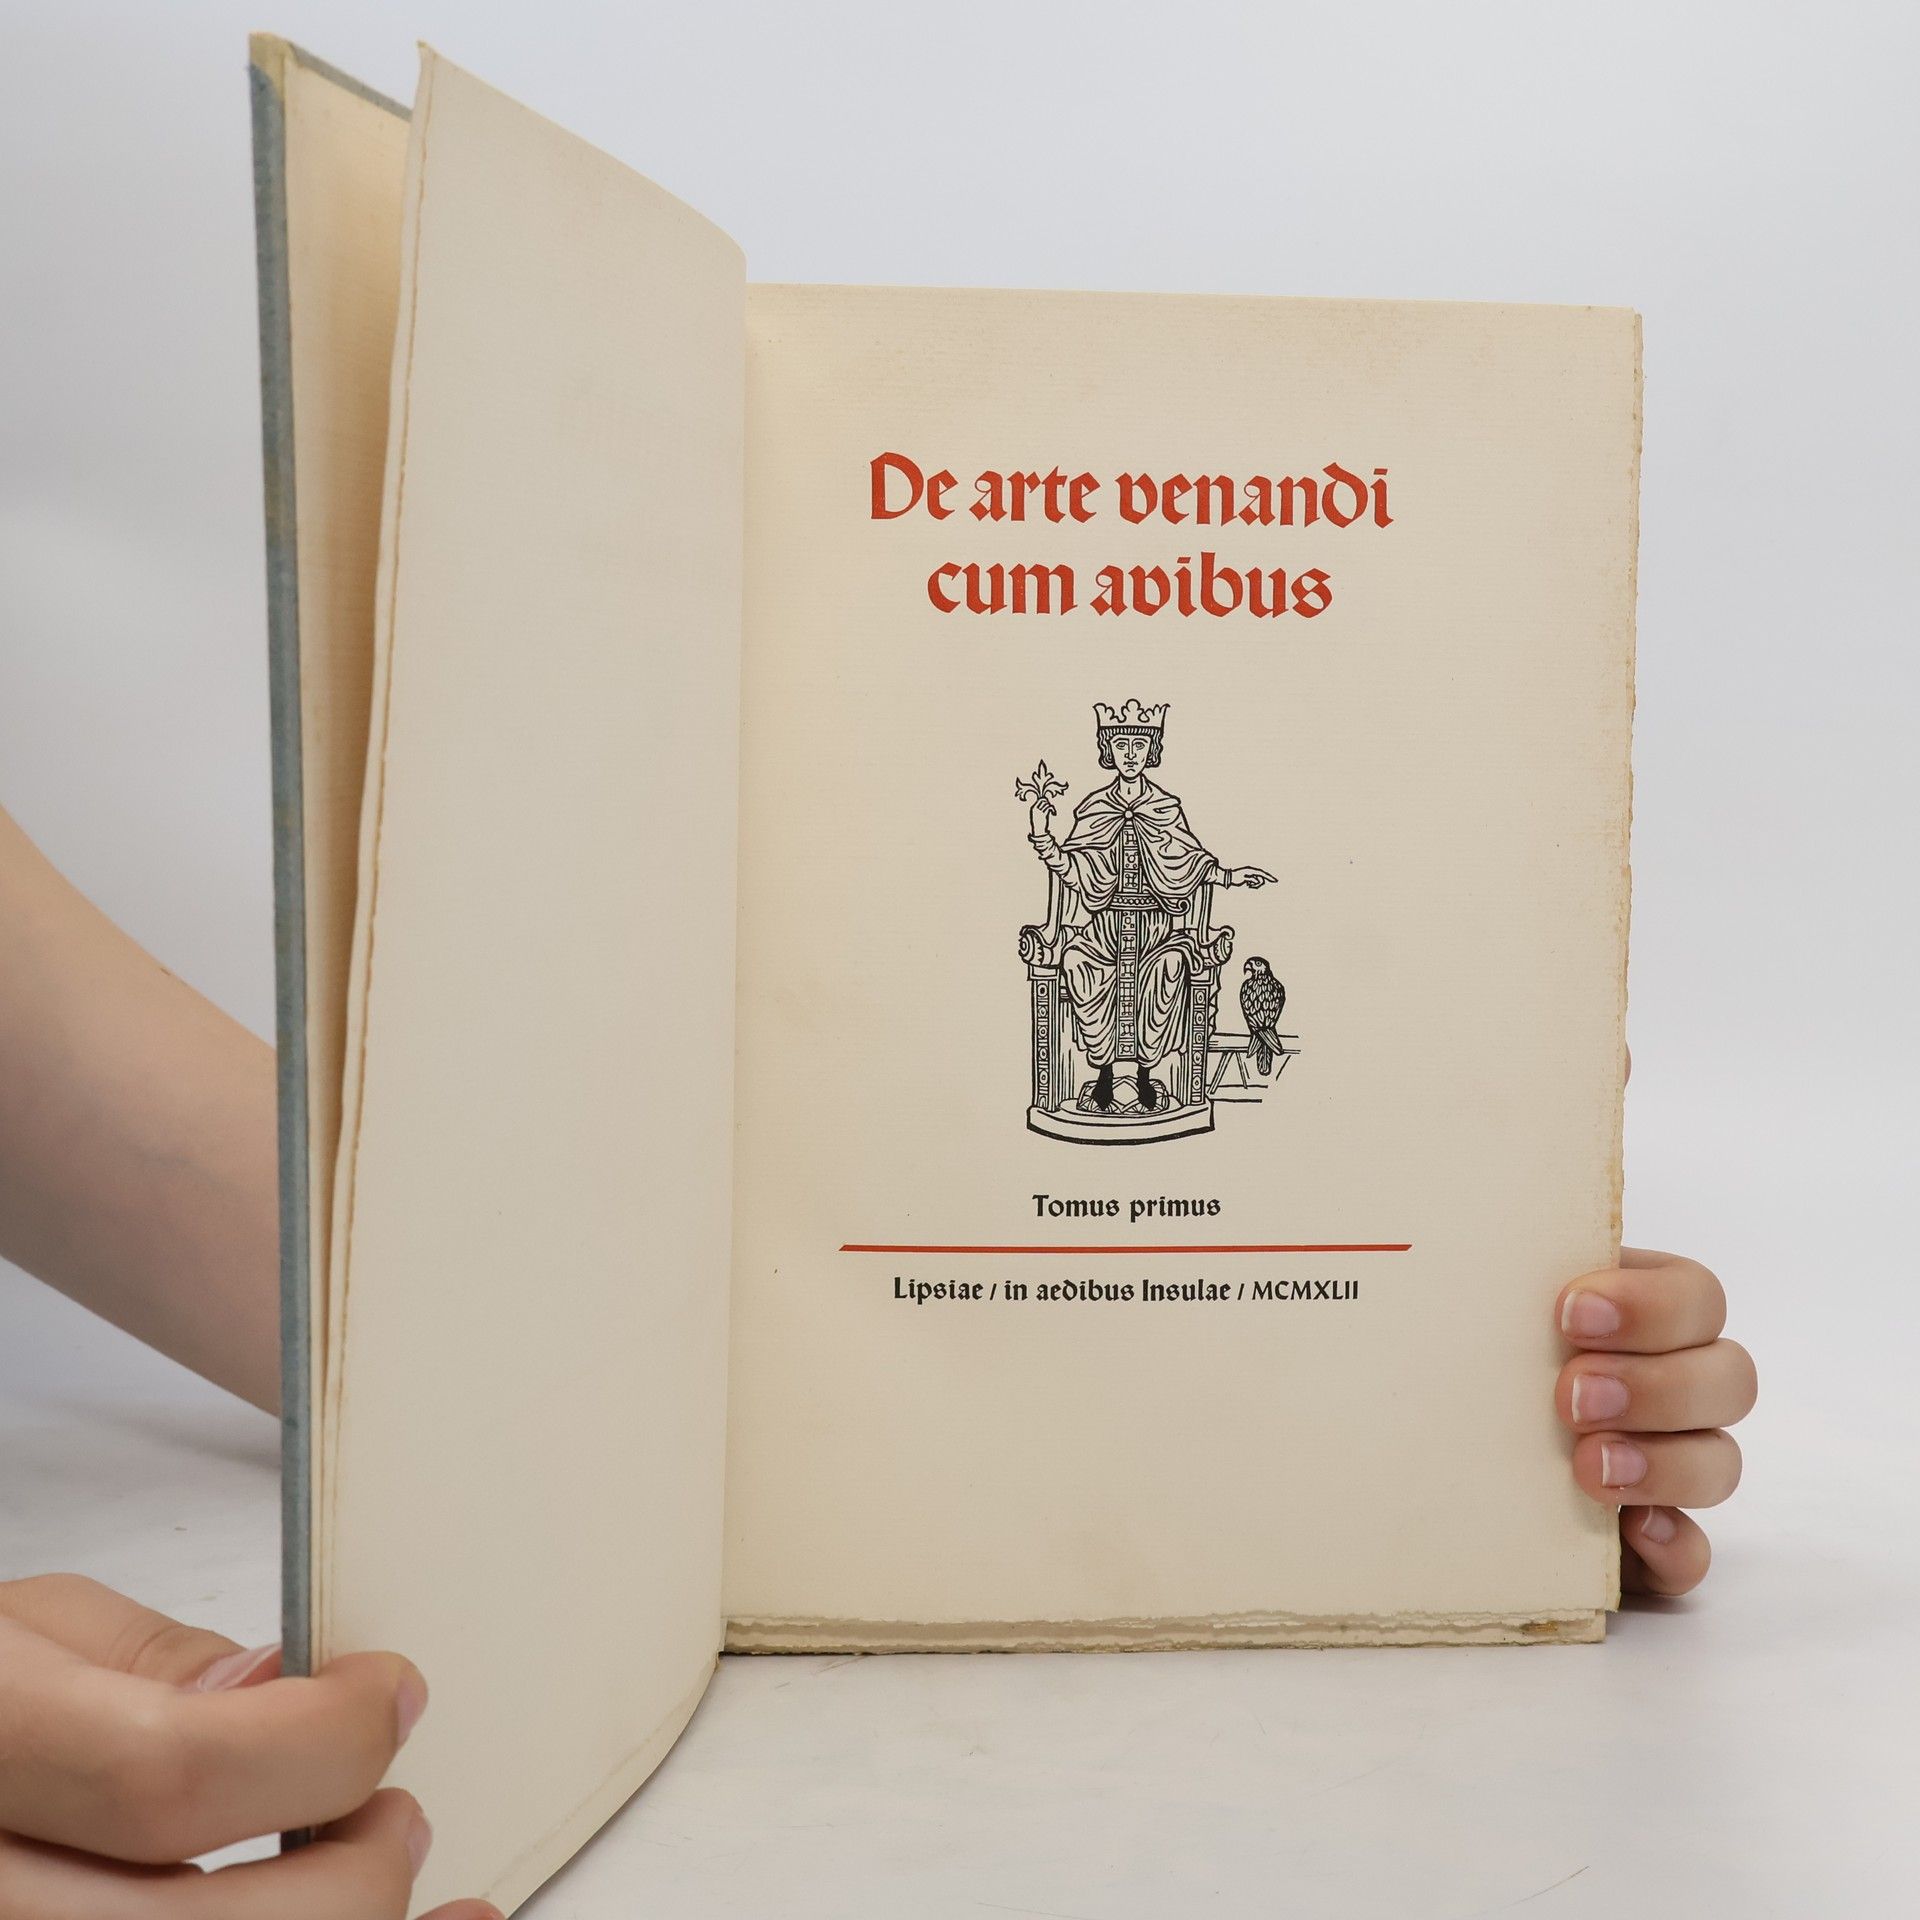 De arte venandi
cum avibus
Tomus primus
Lipsiae / in aedibus Insulae / MCMXLII